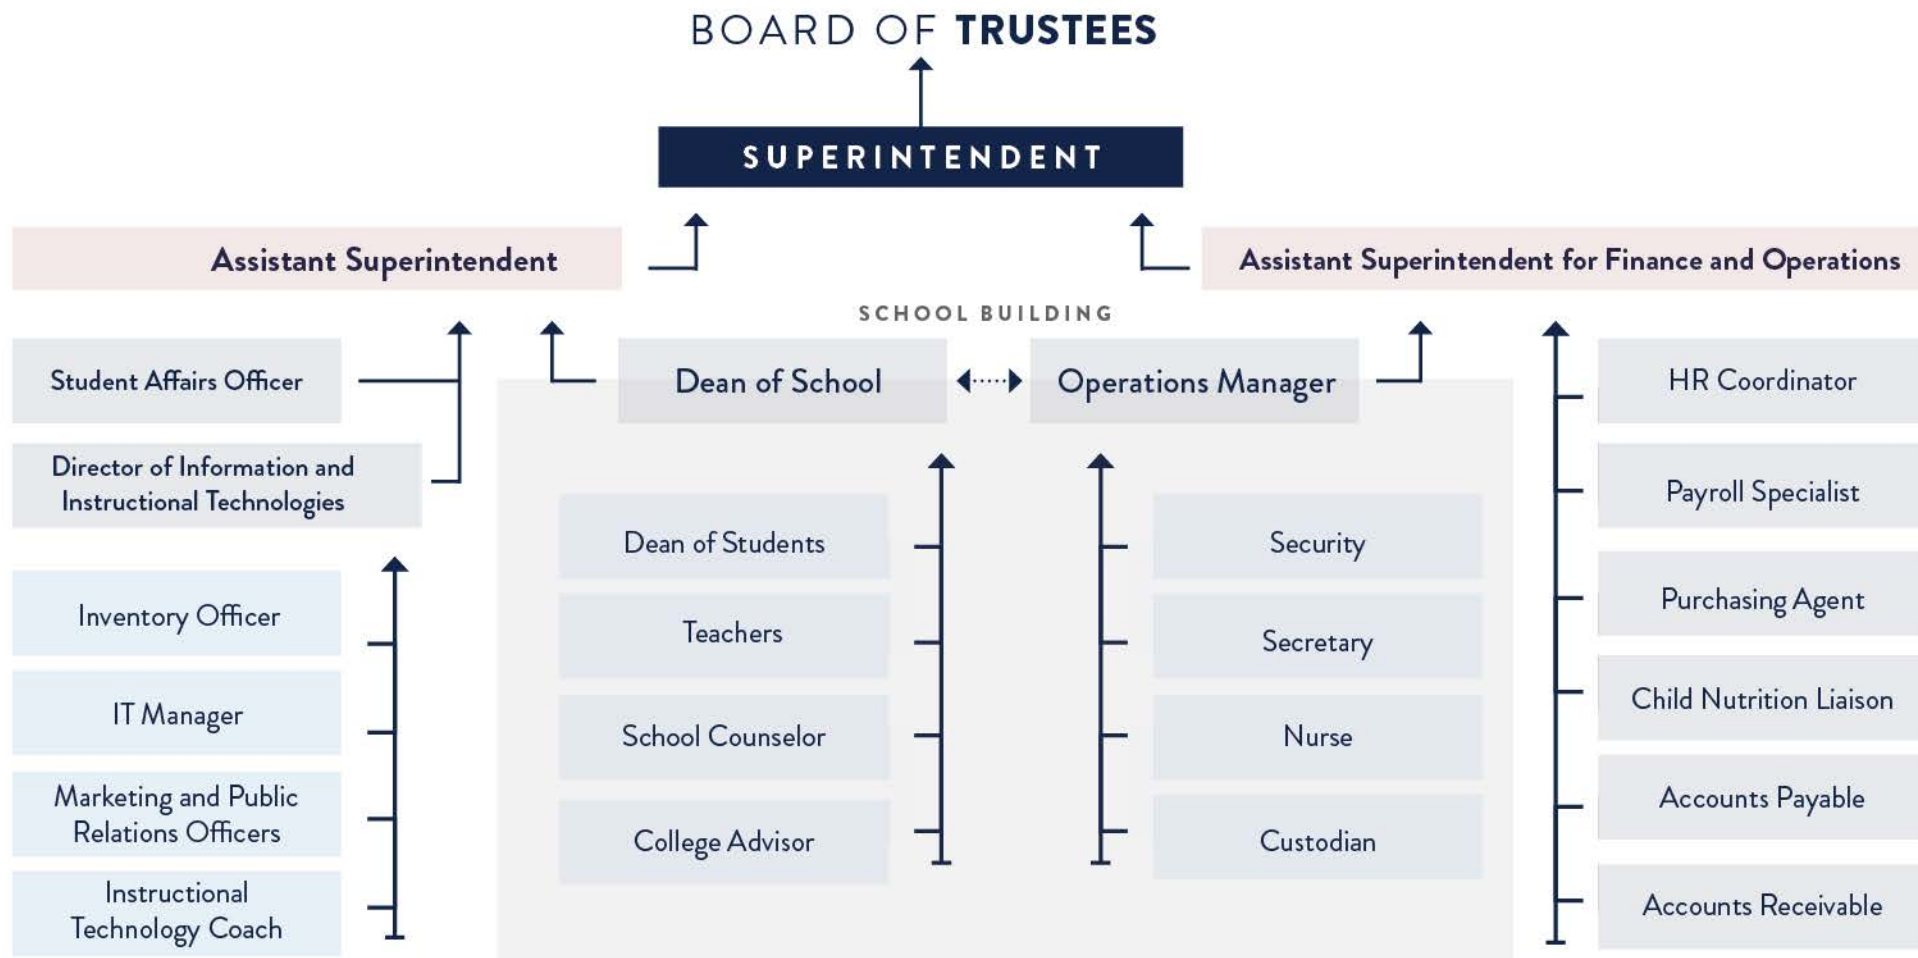 BOARD OF TRUSTEES
SUPERINTENDENT
Assistant Superintendent
Assistant Superintendent for Finance and Operations
SCHOOL BUILDING
Student Affairs Officer
Director of Information and
Instructional Technologies
Inventory Officer
IT Manager
Marketing and Public
Relations Officers
Instructional
Technology Coach
Dean of School
Dean of Students
Teachers
School Counselor
College Advisor
Operations Manager
Security
Secretary
Nurse
Custodian
HR Coordinator
Payroll Specialist
Purchasing Agent
Child Nutrition Liaison
Accounts Payable
Accounts Receivable